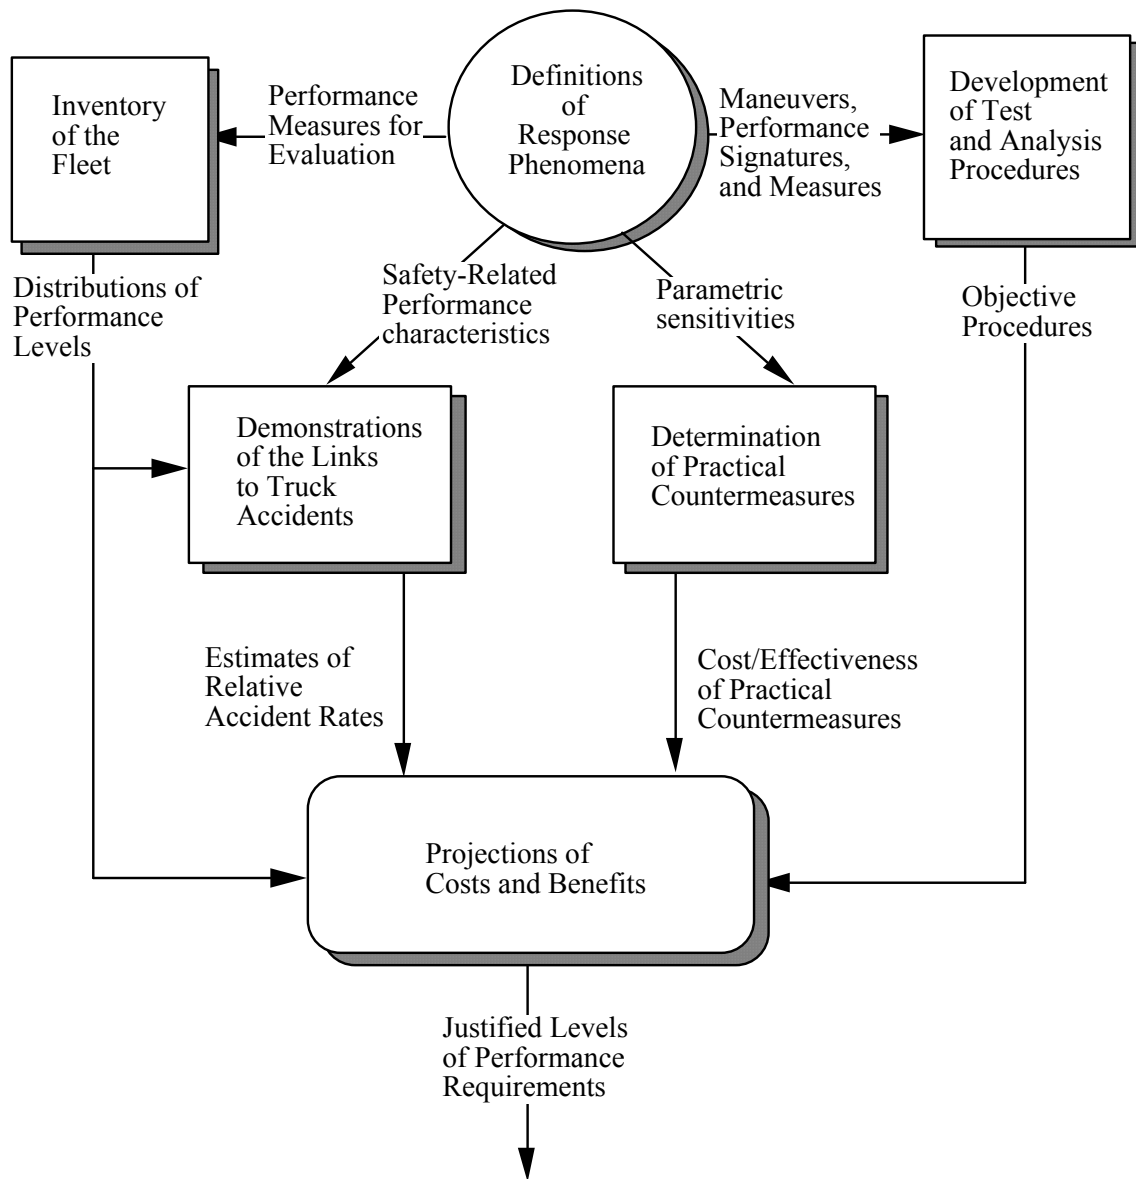 Definitions
of
Response
Phenomena
Inventory
of the
Fleet
Performance
Measures for
Evaluation
Maneuvers,
Performance
Signatures,
and Measures
Development
of Test
and Analysis
Procedures
Distributions of
Performance
Levels
Safety-Related
Performance
characteristics
Parametric
sensitivities
Objective
Procedures
Demonstrations
of the Links
to Truck
Accidents
Determination
of Practical
Countermeasures
Estimates of
Relative
Accident Rates
Cost/Effectiveness
of Practical
Countermeasures
Projections of
Costs and Benefits
Justified Levels
of Performance
Requirements